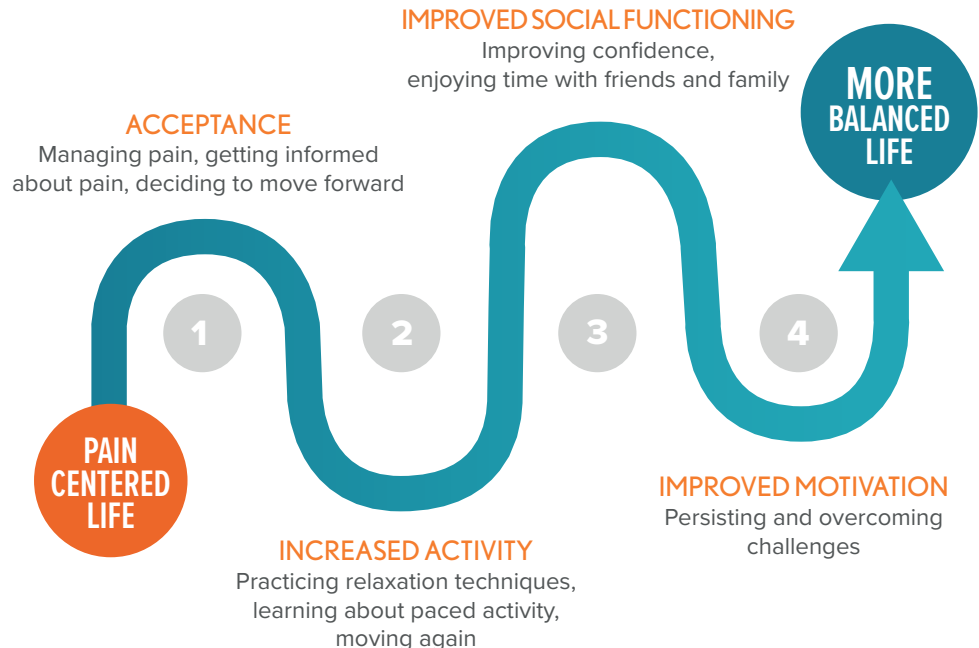 IMPROVED SOCIAL FUNCTIONING
Improving confidence,
enjoying time with friends and family
MORE
BALANCED
LIFE
ACCEPTANCE
Managing pain, getting informed
about pain, deciding to move forward
1
2
3
4
PAIN
CENTERED
LIFE
IMPROVED MOTIVATION
Persisting and overcoming
challenges
INCREASED ACTIVITY
Practicing relaxation techniques,
learning about paced activity,
moving again